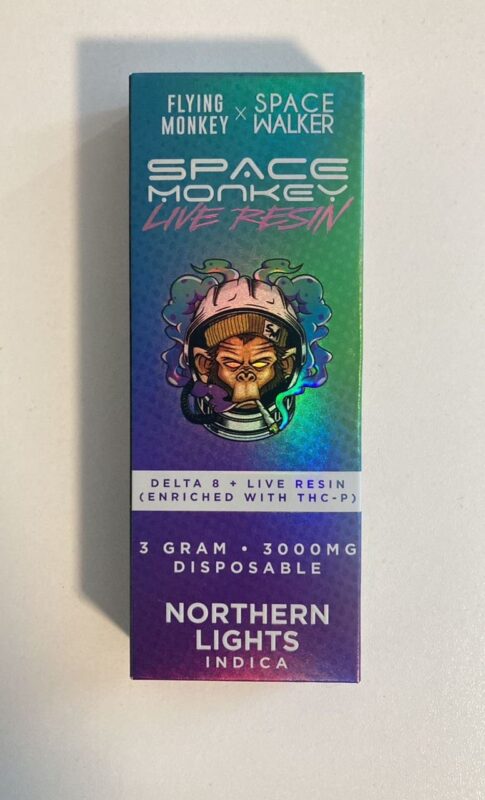 FLYING MONKEY × SPACE WALKER
SPACE
MONKEY
LIVE RESIN
DELTA 8 + LIVE RESIN
(ENRICHED WITH THC-P)
3 GRAM • 3000MG
DISPOSABLE
NORTHERN
LIGHTS
INDICA